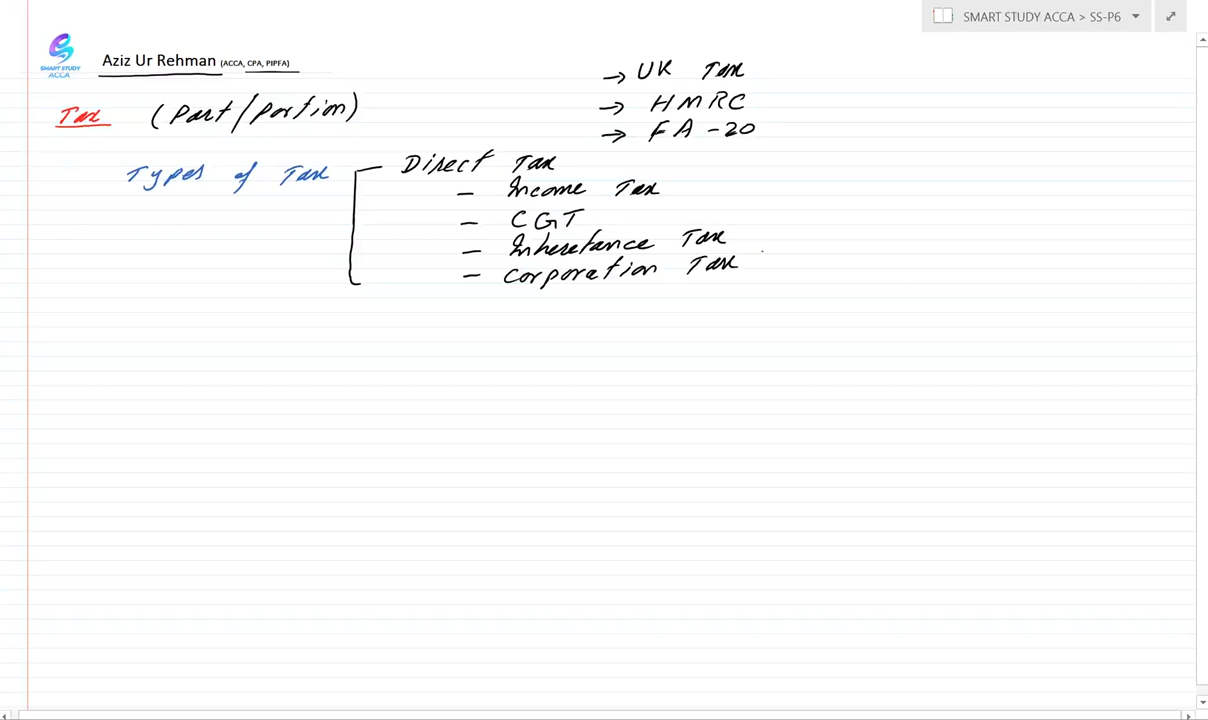 SMART STUDY ACCA > SS-P6
SMART STUDY
ACCA
Aziz Ur Rehman (ACCA, CPA, PIPFA)
→ UK Tax
→ HMRC
→ FA-20
Tax (Part/Portion)
Types of Tax
Direct Tax
- Income Tax
- CGT
- Inheretance Tax
- Corporation Tax